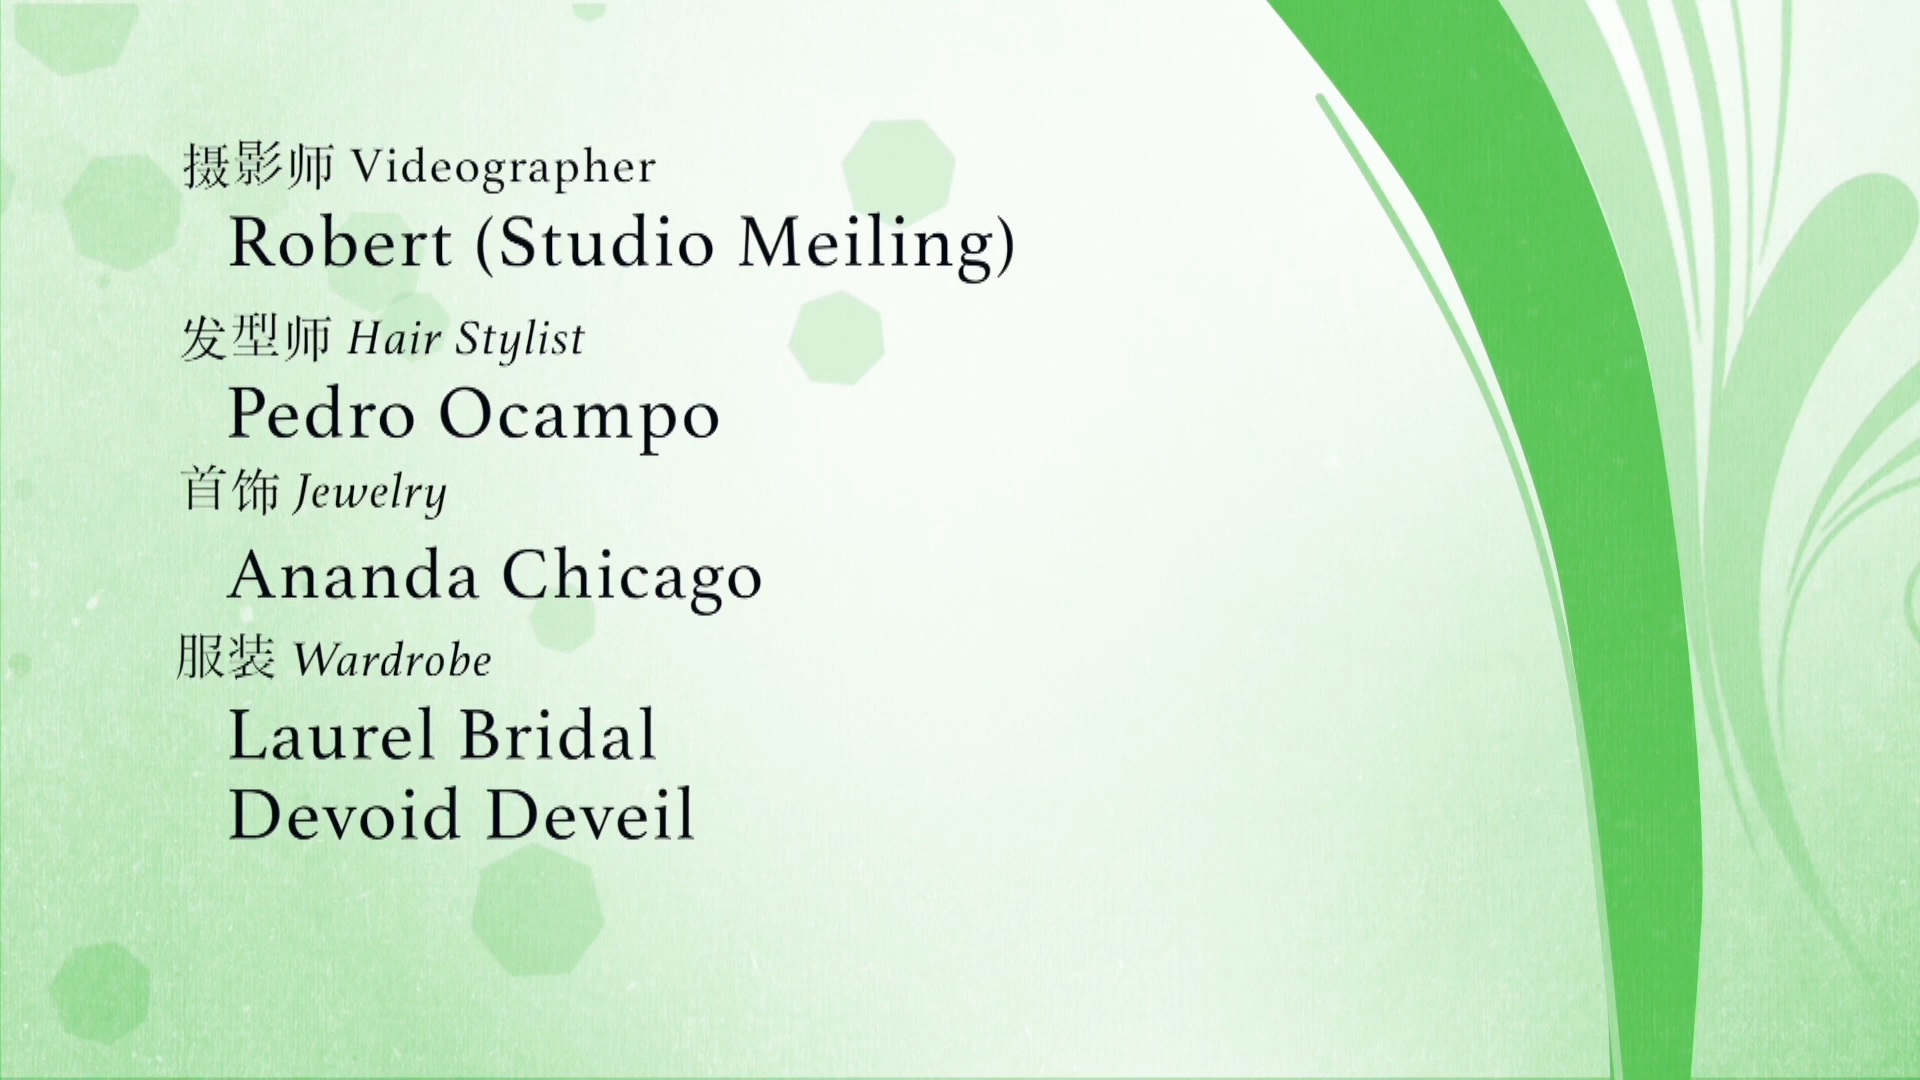 摄影师 Videographer
Robert (Studio Meiling)
发型师 Hair Stylist
Pedro Ocampo
首饰 Jewelry
Ananda Chicago
服装 Wardrobe
Laurel Bridal
Devoid Deveil